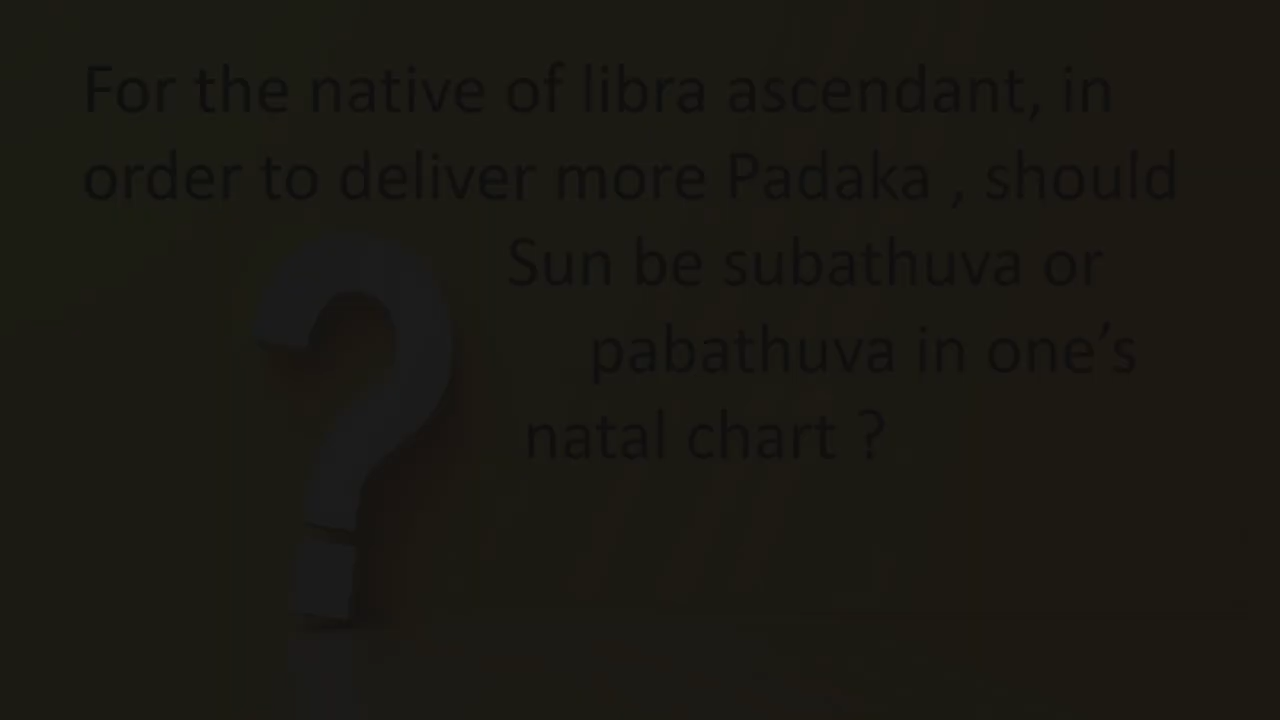 For the native of libra ascendant, in
order to deliver more Padaka , should
Sun be subathuva or
pabathuva in one’s
natal chart ?